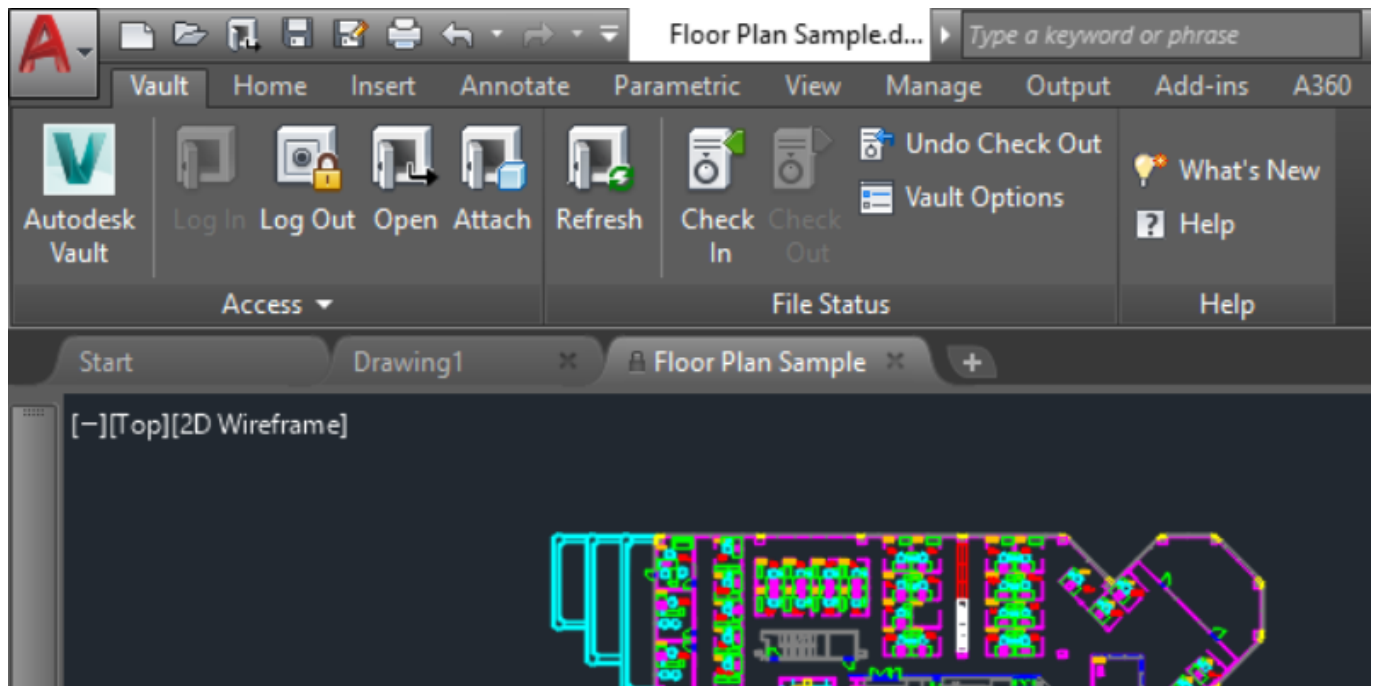 Floor Plan Sample.d... Type a keyword or phrase
Vault Home Insert Annotate Parametric View Manage Output Add-ins A360
Autodesk Vault
Log In
Log Out
Open
Attach
Refresh
Check In
Check Out
Undo Check Out
Vault Options
What's New
? Help
Access
File Status
Help
Start Drawing1 Floor Plan Sample
[−][Top][2D Wireframe]